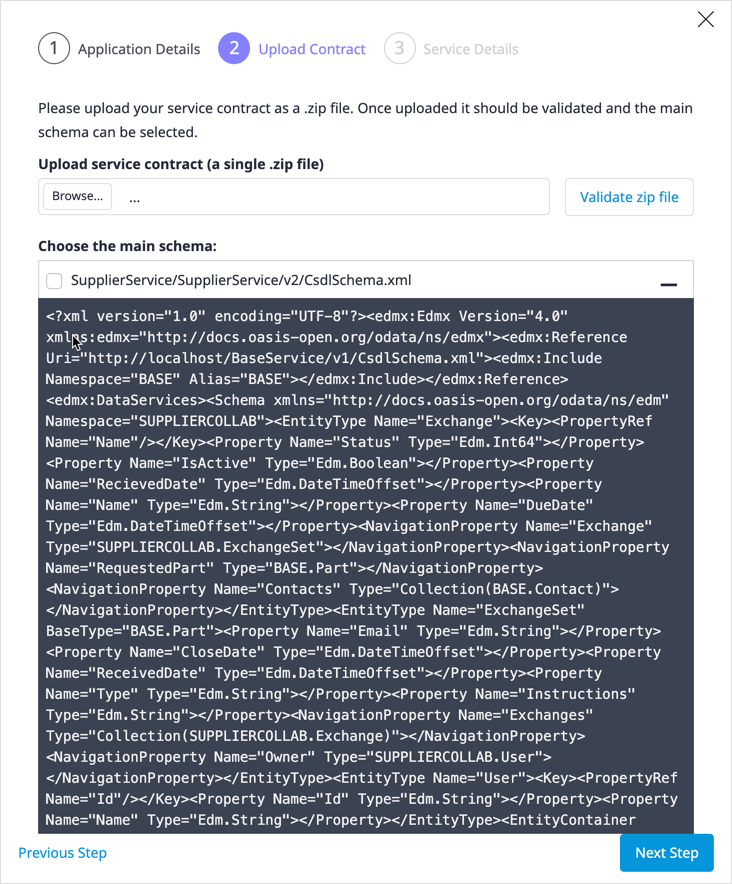 1 Application Details 2 Upload Contract 3 Service Details
Please upload your service contract as a .zip file. Once uploaded it should be validated and the main
schema can be selected.
Upload service contract (a single .zip file)
Browse... ... Validate zip file
Choose the main schema:
SupplierService/SupplierService/v2/CsdlSchema.xml
<?xml version="1.0" encoding="UTF-8"?><edmx:Edmx Version="4.0"
xmlns:edmx="http://docs.oasis-open.org/odata/ns/edmx"><edmx:Reference
Uri="http://localhost/BaseService/v1/CsdlSchema.xml"><edmx:Include
Namespace="BASE" Alias="BASE"></edmx:Include></edmx:Reference>
<edmx:DataServices><Schema xmlns="http://docs.oasis-open.org/odata/ns/edm"
Namespace="SUPPLIERCOLLAB"><EntityType Name="Exchange"><Key><PropertyRef
Name="Name"/></Key><Property Name="Status" Type="Edm.Int64"></Property>
<Property Name="IsActive" Type="Edm.Boolean"></Property><Property
Name="RecievedDate" Type="Edm.DateTimeOffset"></Property><Property
Name="Name" Type="Edm.String"></Property><Property Name="DueDate"
Type="Edm.DateTimeOffset"></Property><NavigationProperty Name="Exchange"
Type="SUPPLIERCOLLAB.ExchangeSet"></NavigationProperty><NavigationProperty
Name="RequestedPart" Type="BASE.Part"></NavigationProperty>
<NavigationProperty Name="Contacts" Type="Collection(BASE.Contact)">
</NavigationProperty></EntityType><EntityType Name="ExchangeSet"
BaseType="BASE.Part"><Property Name="Email" Type="Edm.String"></Property>
<Property Name="CloseDate" Type="Edm.DateTimeOffset"></Property><Property
Name="ReceivedDate" Type="Edm.DateTimeOffset"></Property><Property
Name="Type" Type="Edm.String"></Property><Property Name="Instructions"
Type="Edm.String"></Property><NavigationProperty Name="Exchanges"
Type="Collection(SUPPLIERCOLLAB.Exchange)"></NavigationProperty>
<NavigationProperty Name="Owner" Type="SUPPLIERCOLLAB.User">
</NavigationProperty></EntityType><EntityType Name="User"><Key><PropertyRef
Name="Id"/></Key><Property Name="Id" Type="Edm.String"></Property><Property
Name="Name" Type="Edm.String"></Property></EntityType><EntityContainer
Previous Step Next Step